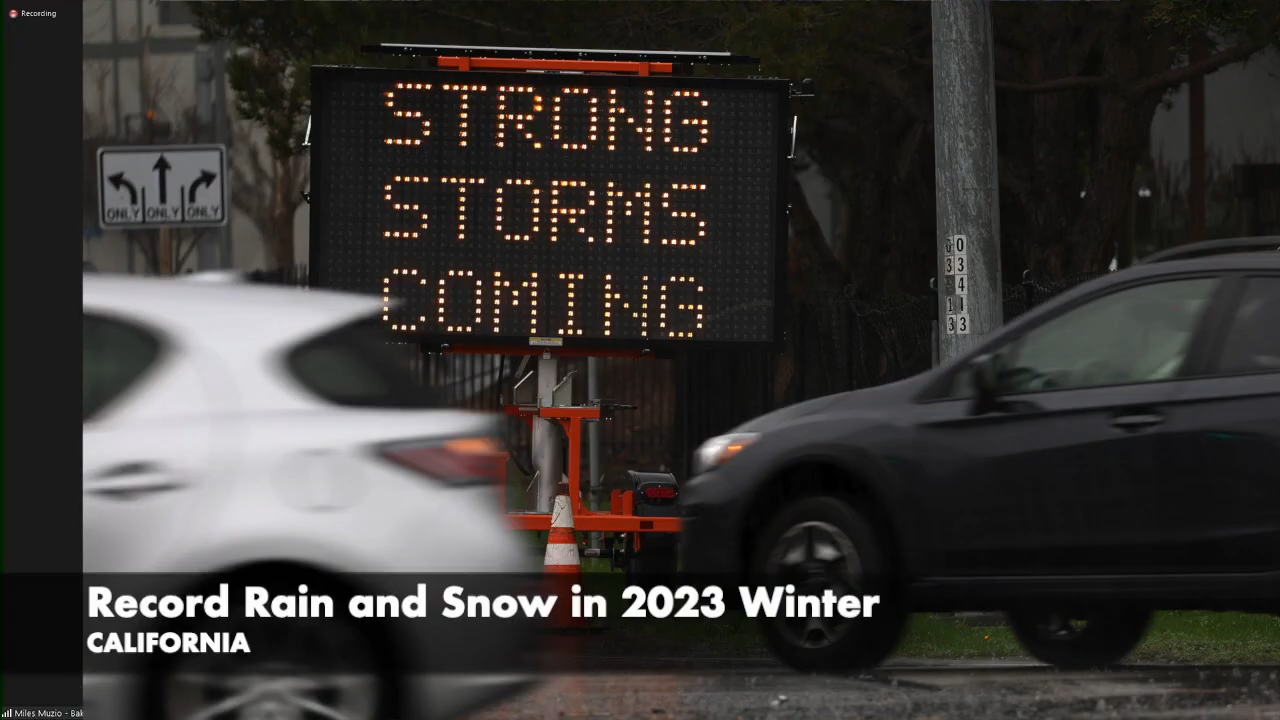 Recording
STRONG
STORMS
COMING
ONLY ONLY ONLY
0
3 3
4
1 1
3 3
Record Rain and Snow in 2023 Winter
CALIFORNIA
Miles Muzio - Bak